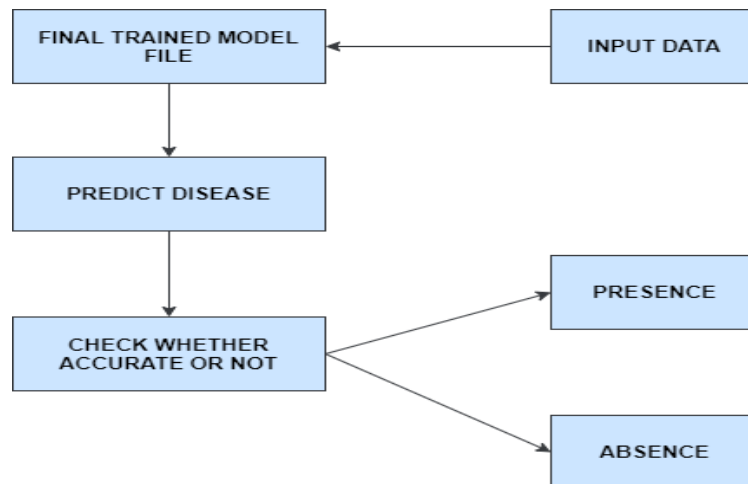 FINAL TRAINED MODEL
FILE
INPUT DATA
PREDICT DISEASE
PRESENCE
CHECK WHETHER
ACCURATE OR NOT
ABSENCE